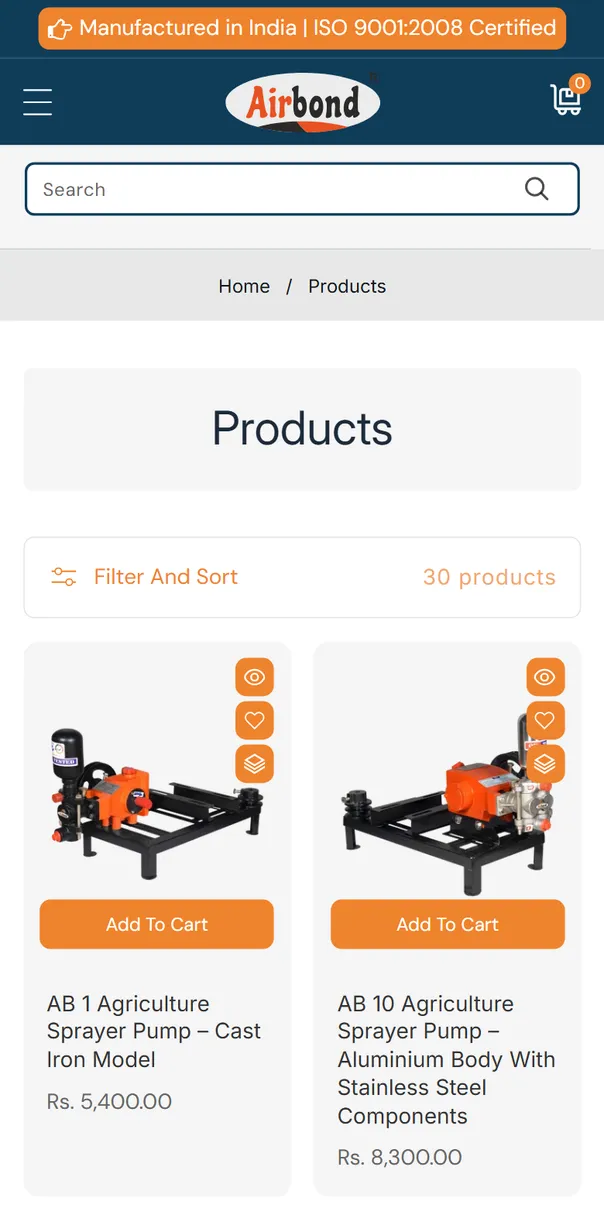 Manufactured in India | ISO 9001:2008 Certified
Airbond
0
Search
Home / Products
Products
Filter And Sort
30 products
Add To Cart
Add To Cart
AB 1 Agriculture
Sprayer Pump – Cast
Iron Model
Rs. 5,400.00
AB 10 Agriculture
Sprayer Pump –
Aluminium Body With
Stainless Steel
Components
Rs. 8,300.00